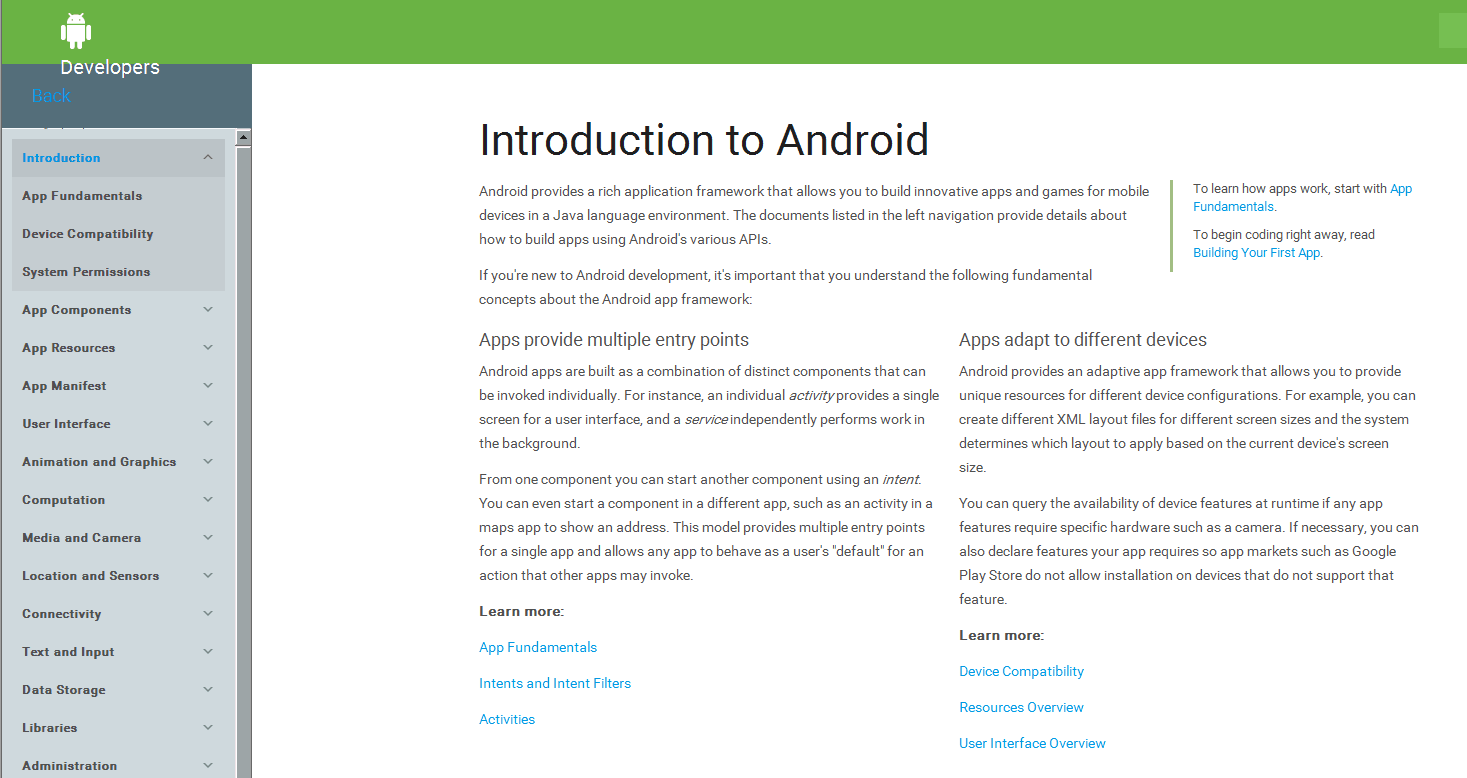 Developers
Back
Introduction
App Fundamentals
Device Compatibility
System Permissions
App Components
App Resources
App Manifest
User Interface
Animation and Graphics
Computation
Media and Camera
Location and Sensors
Connectivity
Text and Input
Data Storage
Libraries
Administration
Introduction to Android
Android provides a rich application framework that allows you to build innovative apps and games for mobile
devices in a Java language environment. The documents listed in the left navigation provide details about
how to build apps using Android's various APIs.
If you're new to Android development, it's important that you understand the following fundamental
concepts about the Android app framework:
To learn how apps work, start with App
Fundamentals.
To begin coding right away, read
Building Your First App.
Apps provide multiple entry points
Android apps are built as a combination of distinct components that can
be invoked individually. For instance, an individual activity provides a single
screen for a user interface, and a service independently performs work in
the background.
From one component you can start another component using an intent.
You can even start a component in a different app, such as an activity in a
maps app to show an address. This model provides multiple entry points
for a single app and allows any app to behave as a user's "default" for an
action that other apps may invoke.
Learn more:
App Fundamentals
Intents and Intent Filters
Activities
Apps adapt to different devices
Android provides an adaptive app framework that allows you to provide
unique resources for different device configurations. For example, you can
create different XML layout files for different screen sizes and the system
determines which layout to apply based on the current device's screen
size.
You can query the availability of device features at runtime if any app
features require specific hardware such as a camera. If necessary, you can
also declare features your app requires so app markets such as Google
Play Store do not allow installation on devices that do not support that
feature.
Learn more:
Device Compatibility
Resources Overview
User Interface Overview